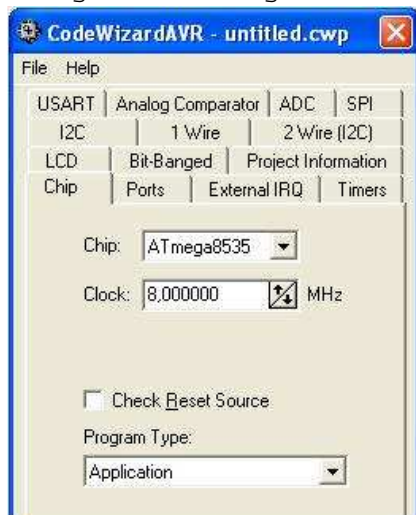 CodeWizardAVR - untitled.cwp
File Help
USART Analog Comparator ADC SPI
I2C 1 Wire 2 Wire (I2C)
LCD Bit-Banged Project Information
Chip Ports External IRQ Timers
Chip: ATmega8535
Clock: 8,000000 MHz
Check Reset Source
Program Type:
Application